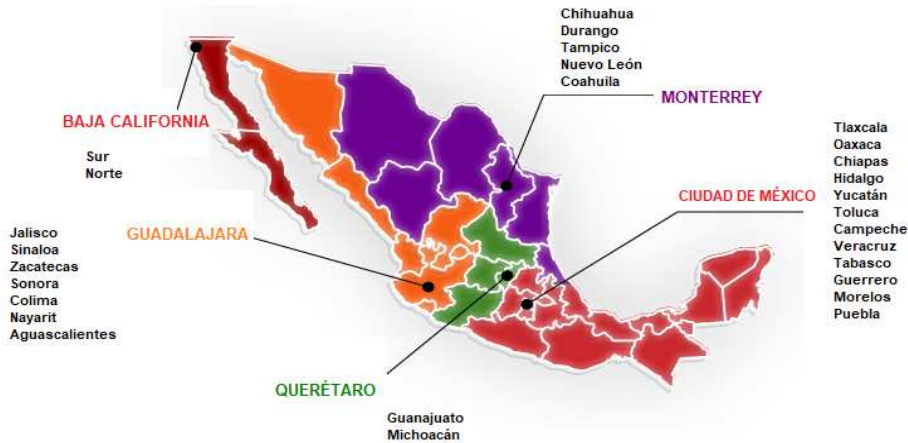 Chihuahua
Durango
Tampico
Nuevo León
Coahuila
MONTERREY
BAJA CALIFORNIA
Sur
Norte
Tlaxcala
Oaxaca
Chiapas
Hidalgo
Yucatán
Toluca
Campeche
Veracruz
Tabasco
Guerrero
Morelos
Puebla
CIUDAD DE MÉXICO
GUADALAJARA
Jalisco
Sinaloa
Zacatecas
Sonora
Colima
Nayarit
Aguascalientes
QUERÉTARO
Guanajuato
Michoacán